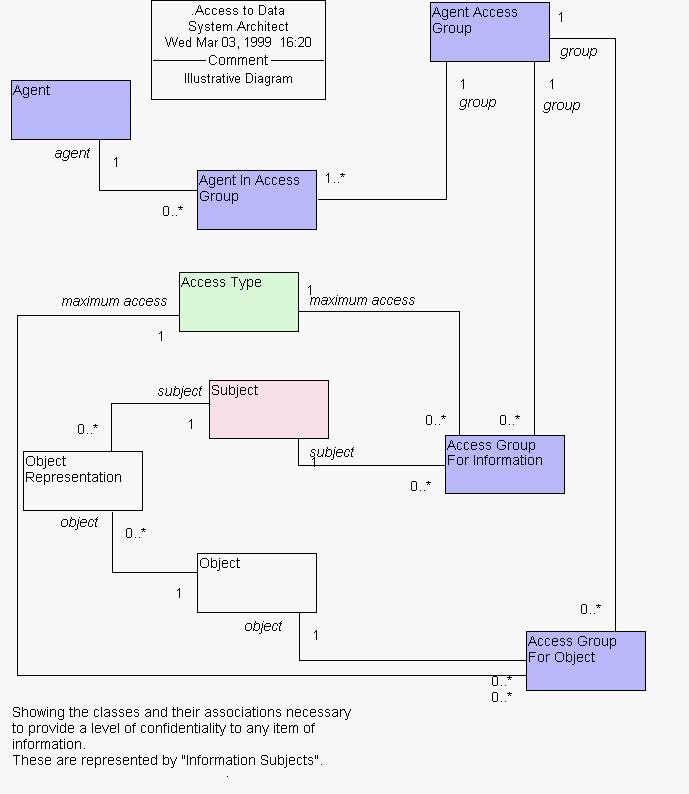 .Access to Data
System Architect
Wed Mar 03, 1999  16:20
Comment
Illustrative Diagram
Agent Access
Group
1
group
1
group
1
group
Agent
agent
1
Agent In Access
Group
1..*
0..*
Access Type
1
maximum access
maximum access
1
Subject
subject
1
0..*
0..*
0..*
Access Group
For Information
subject
1
0..*
Object
Representation
object
0..*
Object
1
object
1
0..*
Access Group
For Object
0..*
0..*
Showing the classes and their associations necessary
to provide a level of confidentiality to any item of
information.
These are represented by "Information Subjects".
.